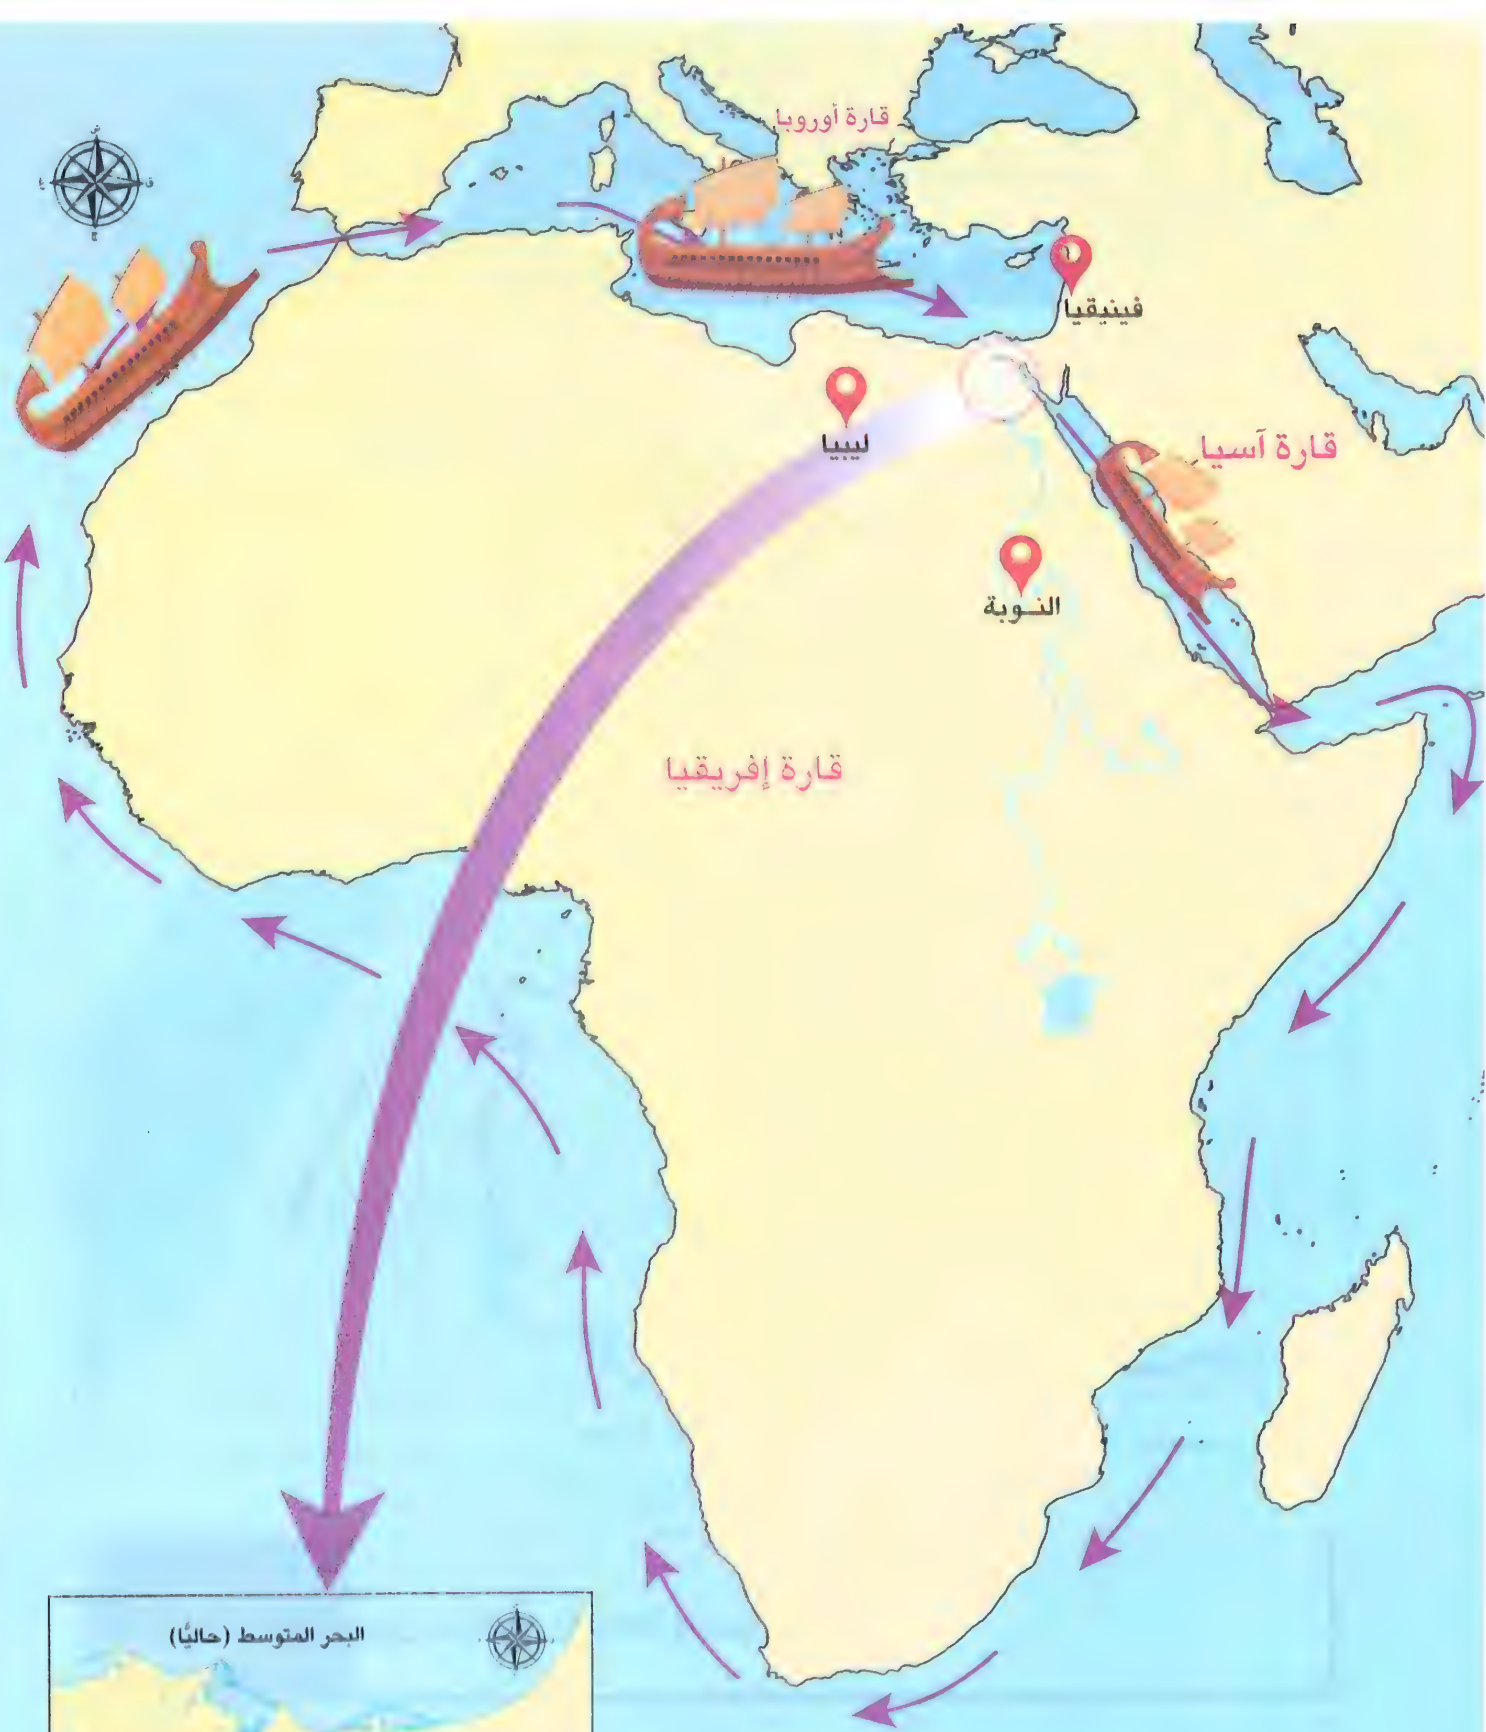 قارة أوروبا
فينيقيا
ليبيا
قارة آسيا
النوبة
قارة إفريقيا
البحر المتوسط (حاليًا)